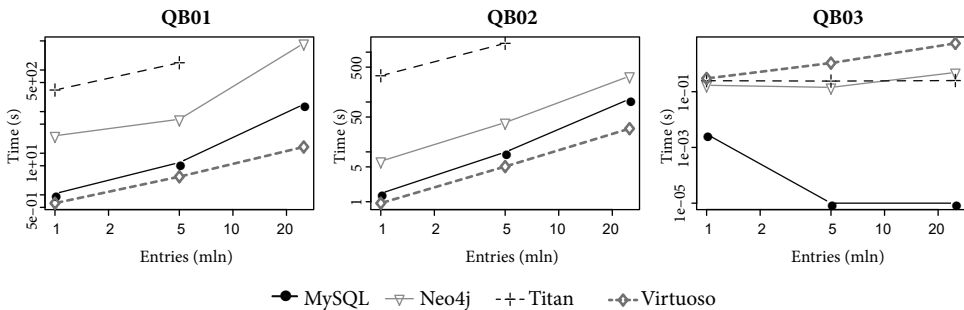 QB01 QB02 QB03
Time (s)
5e+02
1e+01
5e−01
1 2 5 10 20
Entries (mln)
Time (s)
500
50
5
1
1 2 5 10 20
Entries (mln)
Time (s)
1e−01
1e−03
1e−05
1 2 5 10 20
Entries (mln)
MySQL Neo4j Titan Virtuoso